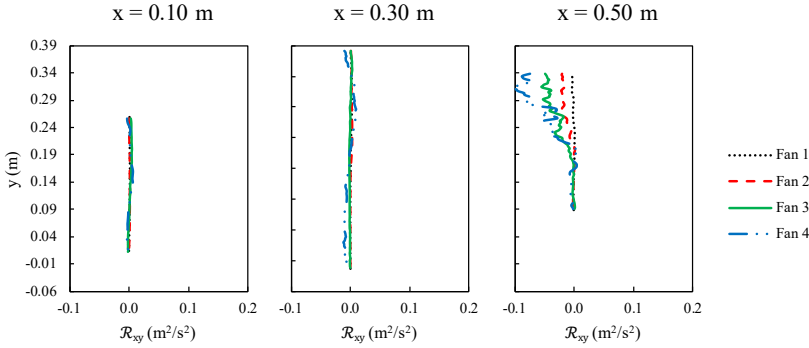 x = 0.10 m
x = 0.30 m
x = 0.50 m
0.39
0.34
0.29
0.24
0.19
0.14
0.09
0.04
-0.01
-0.06
y (m)
-0.1 0.0 0.1 0.2
-0.1 0.0 0.1 0.2
-0.1 0.0 0.1 0.2
ℛxy (m²/s²)
ℛxy (m²/s²)
ℛxy (m²/s²)
Fan 1
Fan 2
Fan 3
Fan 4